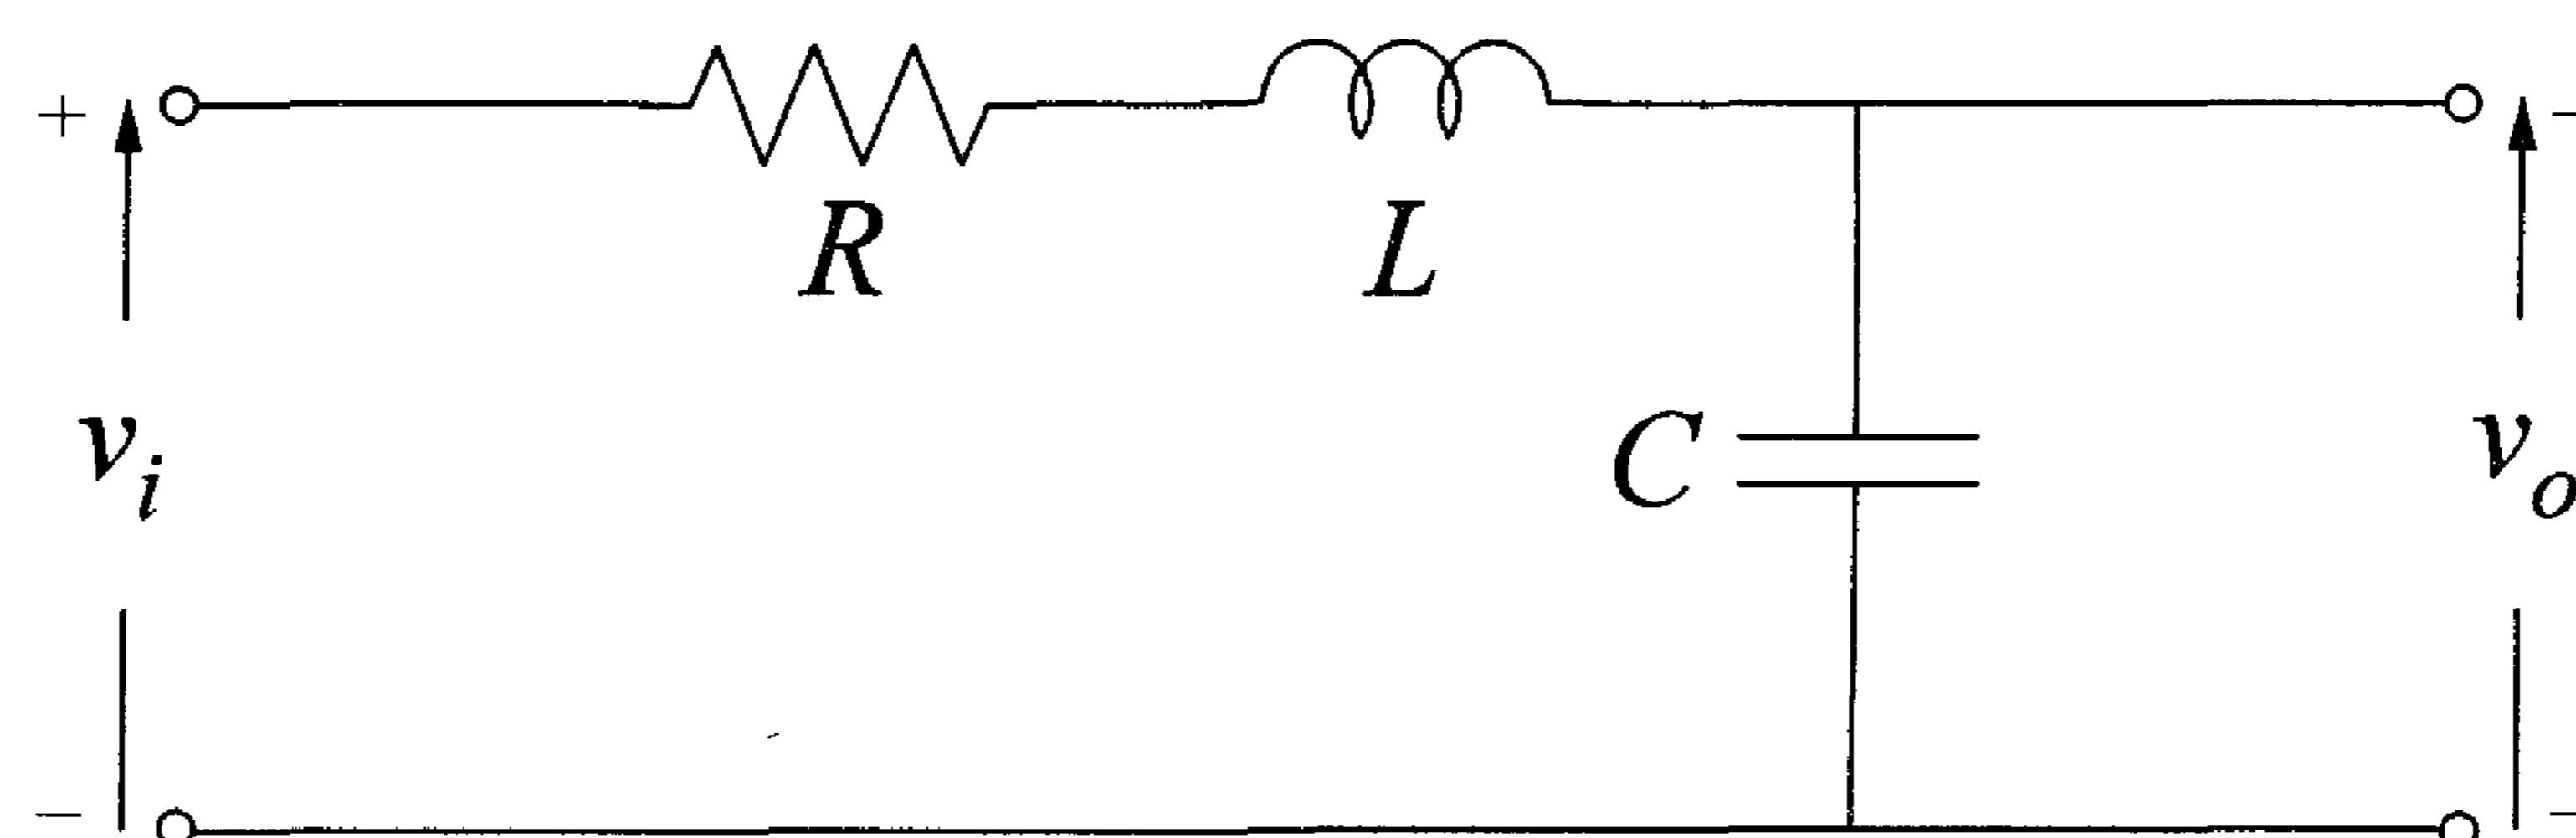 + −
R L
C
v_i v_o
− −